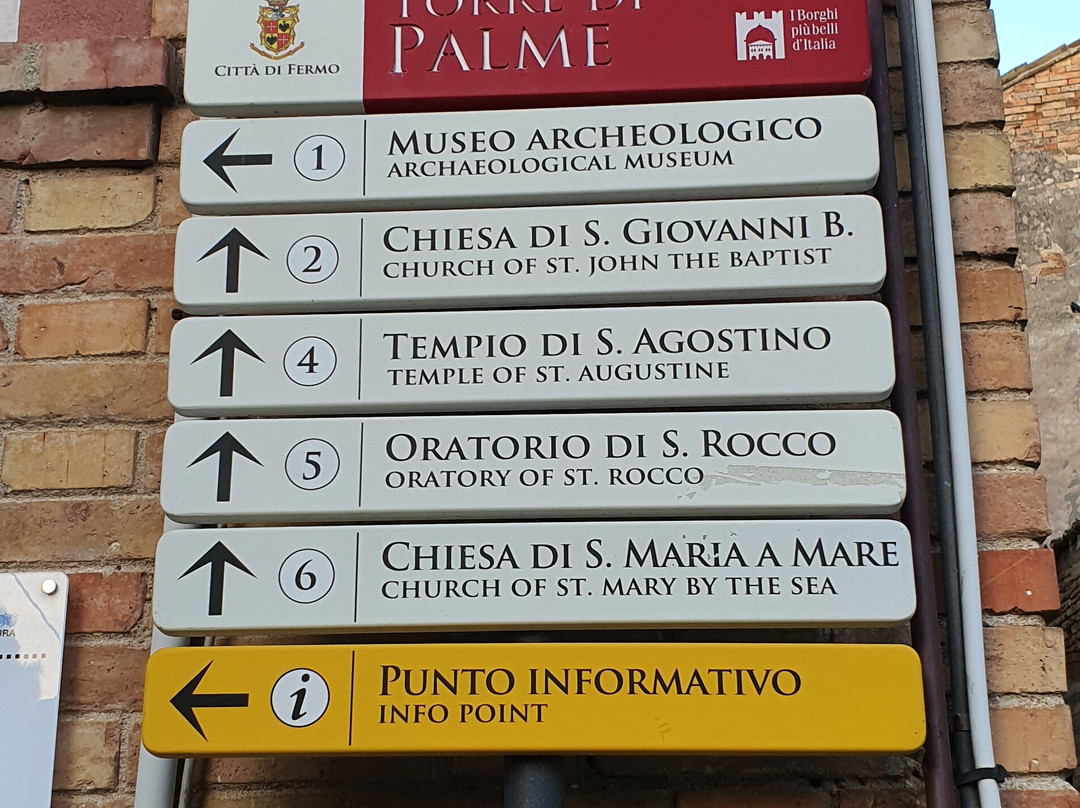 CITTÀ DI FERMO
TORRE DI
PALME
I Borghi
più belli
d'Italia
1
MUSEO ARCHEOLOGICO
ARCHAEOLOGICAL MUSEUM
2
CHIESA DI S. GIOVANNI B.
CHURCH OF ST. JOHN THE BAPTIST
4
TEMPIO DI S. AGOSTINO
TEMPLE OF ST. AUGUSTINE
5
ORATORIO DI S. ROCCO
ORATORY OF ST. ROCCO
6
CHIESA DI S. MARIA A MARE
CHURCH OF ST. MARY BY THE SEA
i
PUNTO INFORMATIVO
INFO POINT